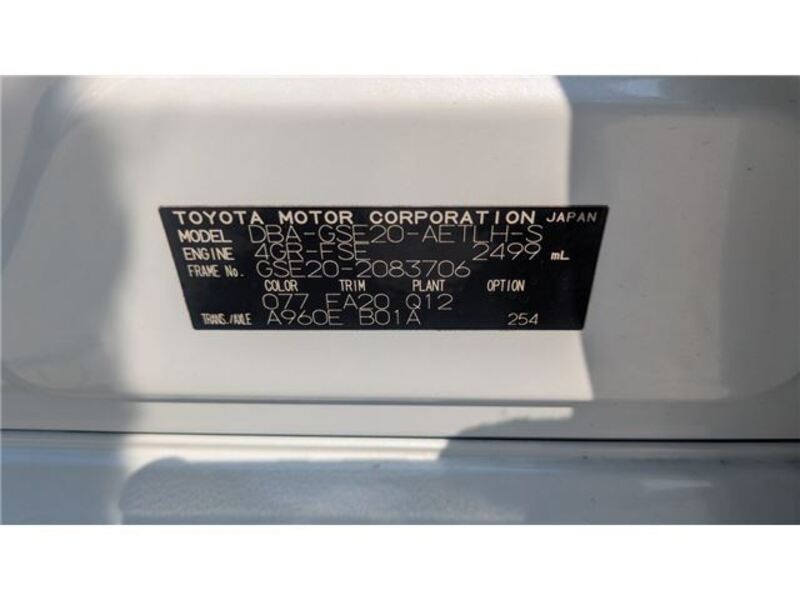 TOYOTA MOTOR CORPORATION JAPAN
MODEL DBA-GSE20-AETLH-S
ENGINE 4GR-FSE 2499 mL
FRAME No. GSE20-2083706
COLOR TRIM PLANT OPTION
077 EA20 Q12
TRANS./AXLE A960E B01A 254